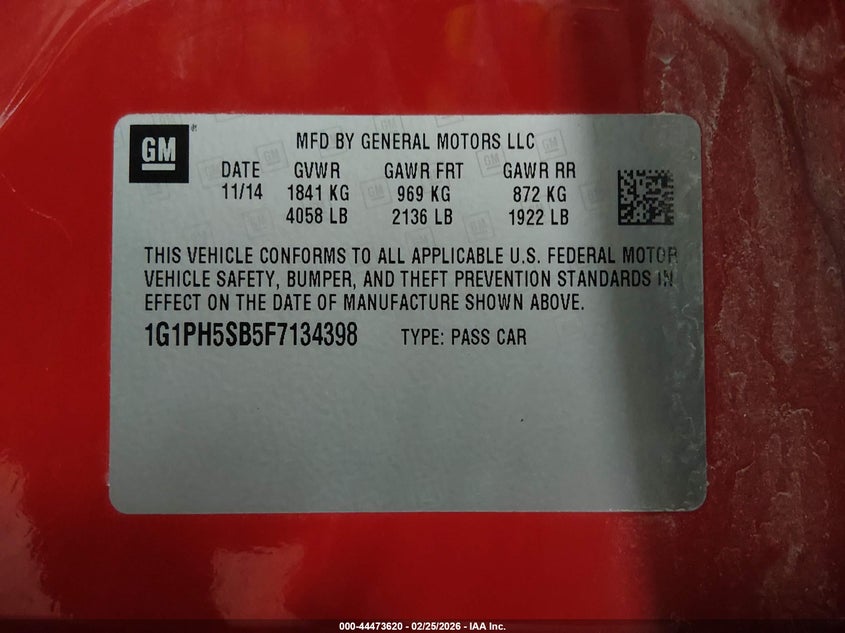 GM
MFD BY GENERAL MOTORS LLC
DATE GVWR GAWR FRT GAWR RR
11/14 1841 KG 969 KG 872 KG
4058 LB 2136 LB 1922 LB
THIS VEHICLE CONFORMS TO ALL APPLICABLE U.S. FEDERAL MOTOR
VEHICLE SAFETY, BUMPER, AND THEFT PREVENTION STANDARDS IN
EFFECT ON THE DATE OF MANUFACTURE SHOWN ABOVE.
1G1PH5SB5F7134398 TYPE: PASS CAR
000-44473620 - 02/25/2026 - IAA Inc.